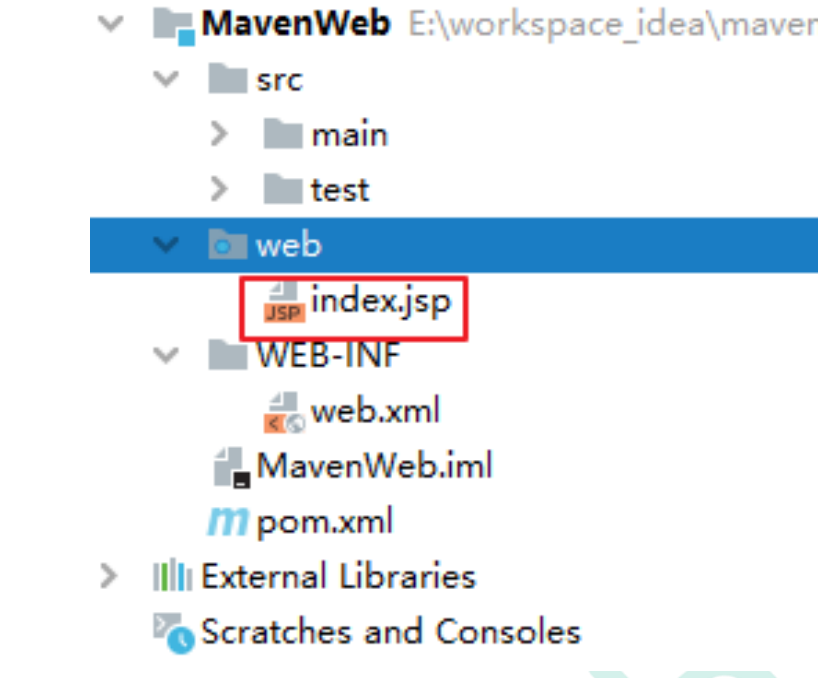 MavenWeb E:\workspace_idea\maven
src
main
test
web
JSP index.jsp
WEB-INF
web.xml
MavenWeb.iml
m pom.xml
External Libraries
Scratches and Consoles